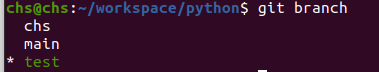 chs@chs:~/workspace/python$ git branch
chs
main
* test